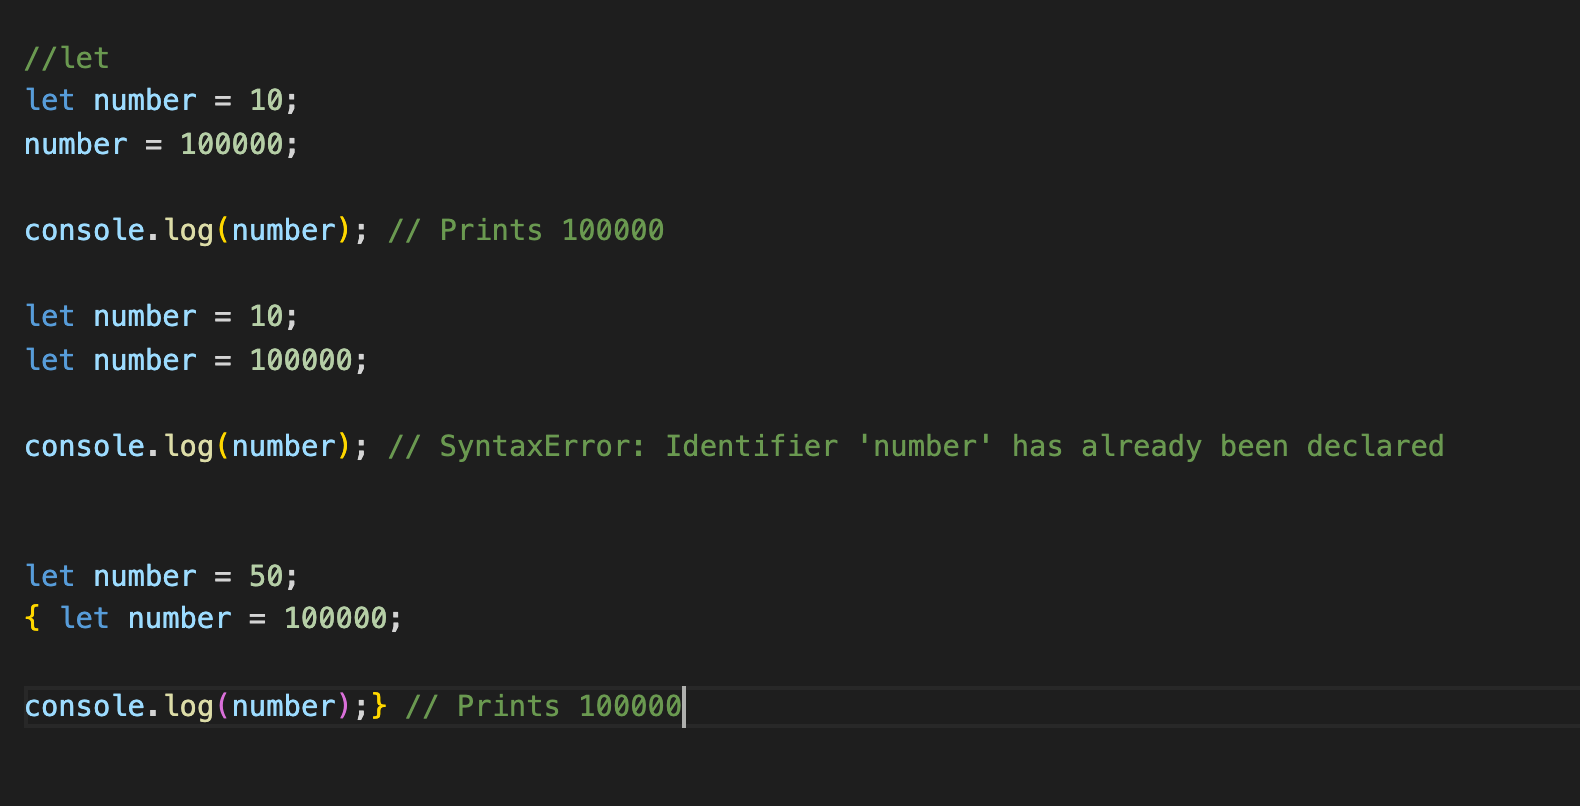 //let
let number = 10;
number = 100000;
console.log(number); // Prints 100000
let number = 10;
let number = 100000;
console.log(number); // SyntaxError: Identifier 'number' has already been declared
let number = 50;
{ let number = 100000;
console.log(number);} // Prints 100000